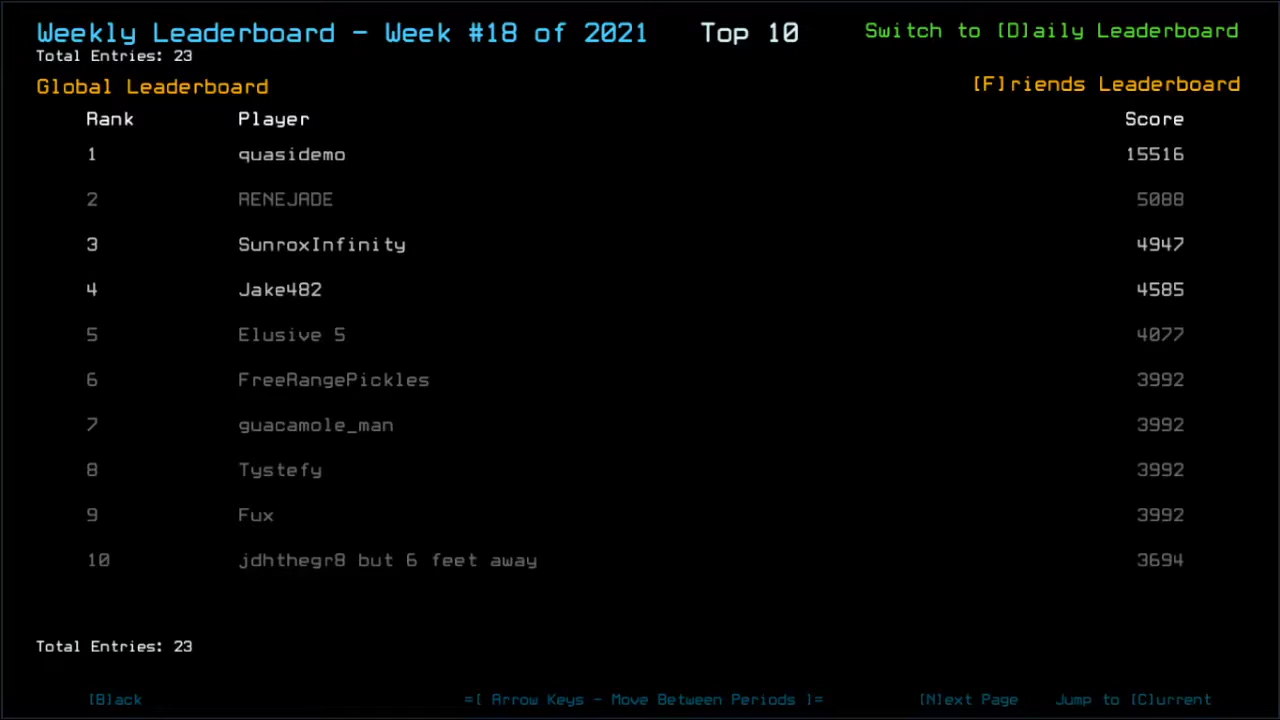 Weekly Leaderboard - Week #18 of 2021 Top 10 Switch to [D]aily Leaderboard
Total Entries: 23
Global Leaderboard [F]riends Leaderboard
Rank Player Score
1 quasidemo 15516
2 RENEJADE 5088
3 SunroxInfinity 4947
4 Jake482 4585
5 Elusive 5 4077
6 FreeRangePickles 3992
7 guacamole_man 3992
8 Tystefy 3992
9 Fux 3992
10 jdhthegr8 but 6 feet away 3694
Total Entries: 23
[B]ack =[ Arrow Keys - Move Between Periods ]= [N]ext Page Jump to [C]urrent